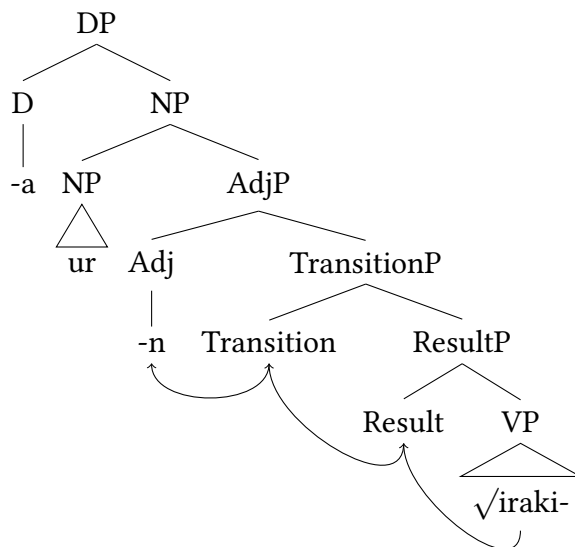 DP
D NP
-a NP AdjP
ur Adj TransitionP
-n Transition ResultP
Result VP
√iraki-